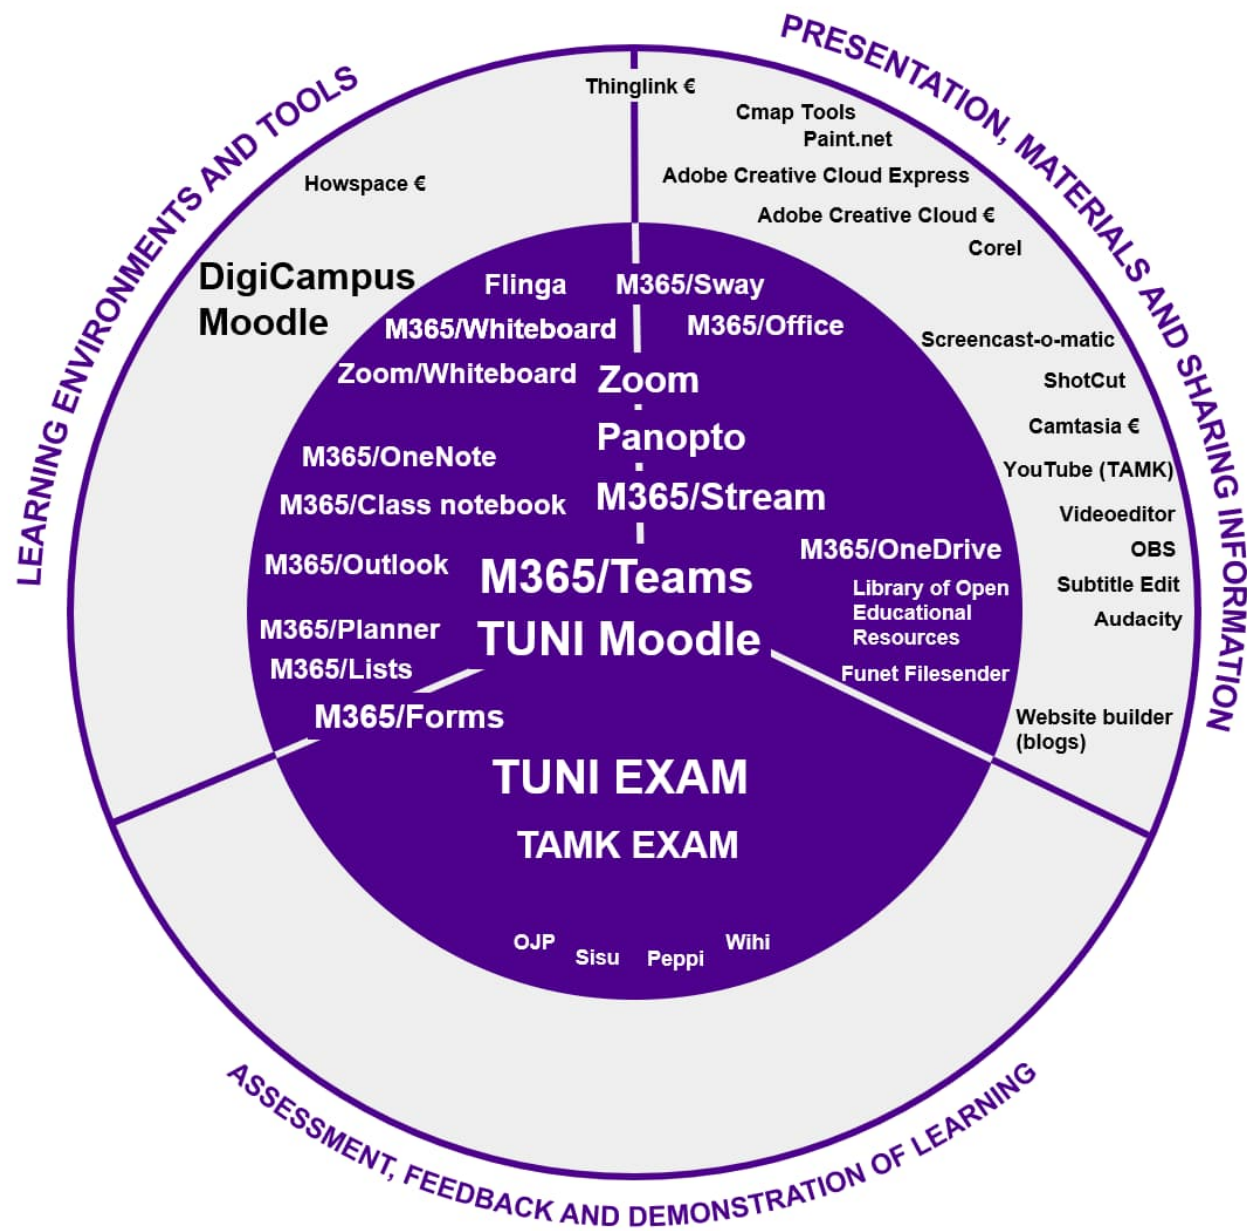 LEARNING ENVIRONMENTS AND TOOLS
PRESENTATION, MATERIALS AND SHARING INFORMATION
Thinglink €
Cmap Tools
Paint.net
Adobe Creative Cloud Express
Howspace €
Adobe Creative Cloud €
Corel
DigiCampus
Moodle
Flinga
M365/Sway
M365/Whiteboard
M365/Office
Screencast-o-matic
Zoom/Whiteboard
Zoom
ShotCut
Camtasia €
Panopto
M365/OneNote
YouTube (TAMK)
M365/Class notebook
M365/Stream
Videoeditor
M365/OneDrive
OBS
M365/Outlook
M365/Teams
Library of Open
Educational
Resources
Subtitle Edit
Audacity
M365/Planner
TUNI Moodle
M365/Lists
Funet Filesender
M365/Forms
Website builder
(blogs)
TUNI EXAM
TAMK EXAM
OJP
Sisu
Peppi
Wihi
ASSESSMENT, FEEDBACK AND DEMONSTRATION OF LEARNING